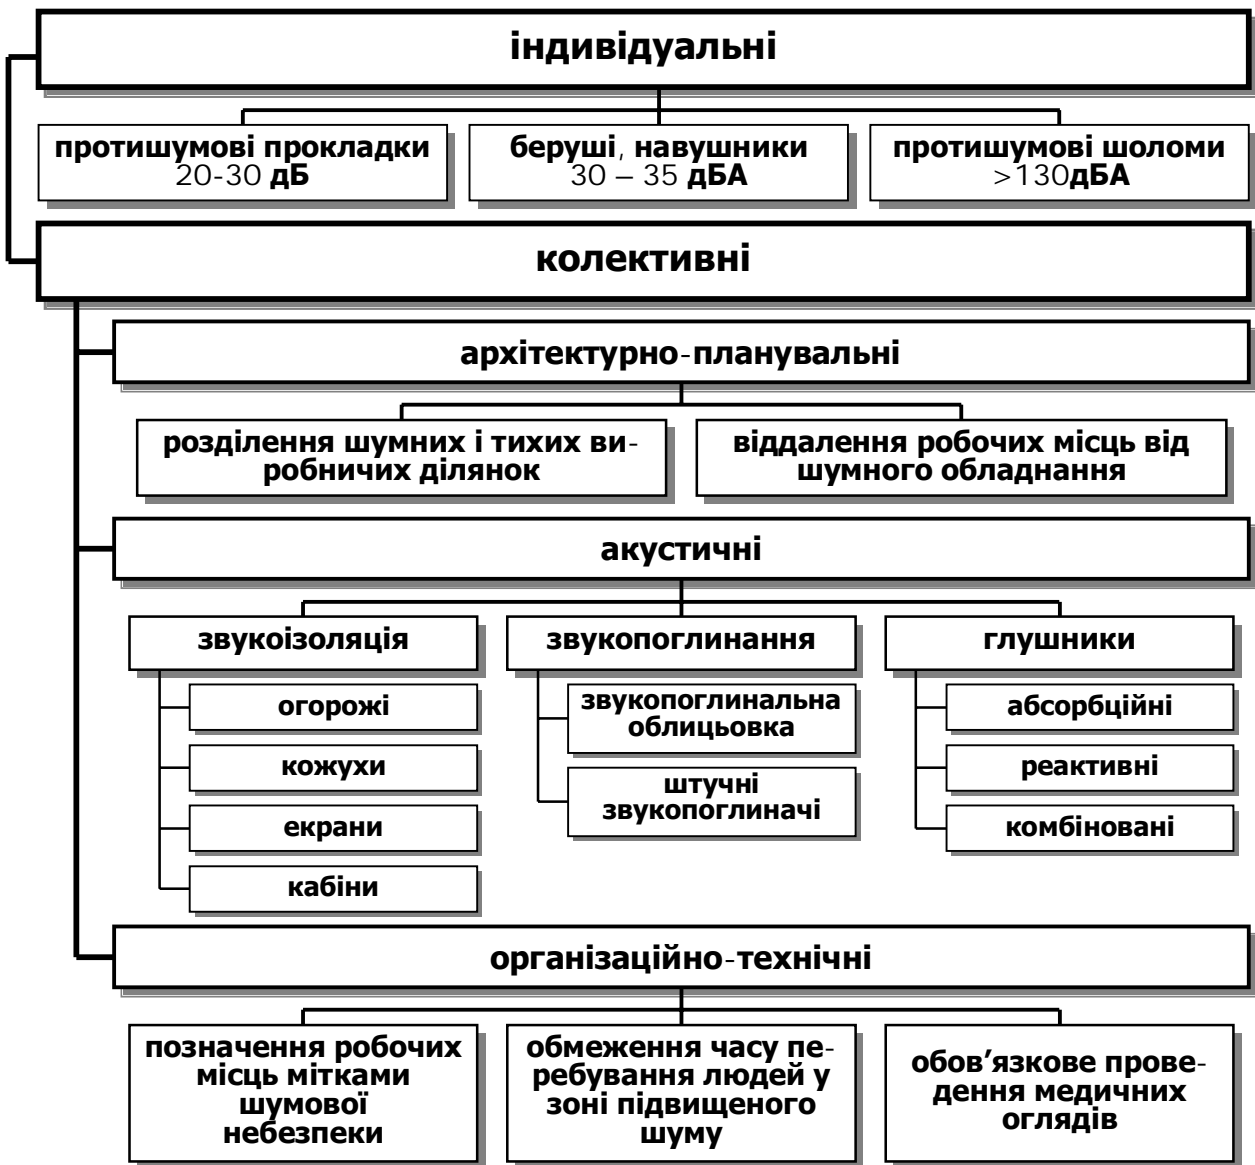 індивідуальні
протишумові прокладки
20-30 дБ
беруші, навушники
30 – 35 дБА
протишумові шоломи
>130дБА
колективні
архітектурно-планувальні
розділення шумних і тихих ви-
робничих ділянок
віддалення робочих місць від
шумного обладнання
акустичні
звукоізоляція
огорожі
кожухи
екрани
кабіни
звукопоглинання
звукопоглинальна
облицьовка
штучні
звукопоглиначі
глушники
абсорбційні
реактивні
комбіновані
організаційно-технічні
позначення робочих
місць мітками
шумової
небезпеки
обмеження часу пе-
ребування людей у
зоні підвищеного
шуму
обов’язкове прове-
дення медичних
оглядів